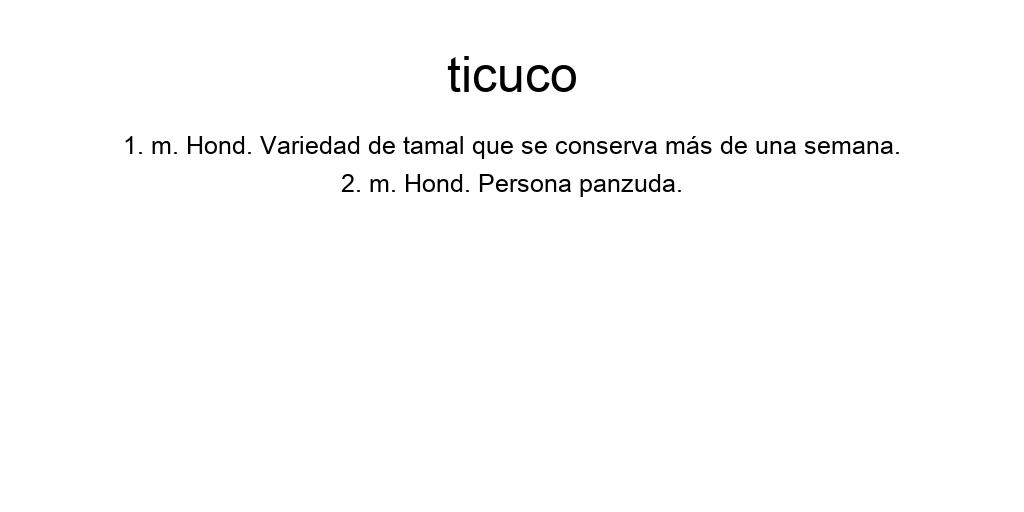 ticuco
1. m. Hond. Variedad de tamal que se conserva más de una semana.
2. m. Hond. Persona panzuda.